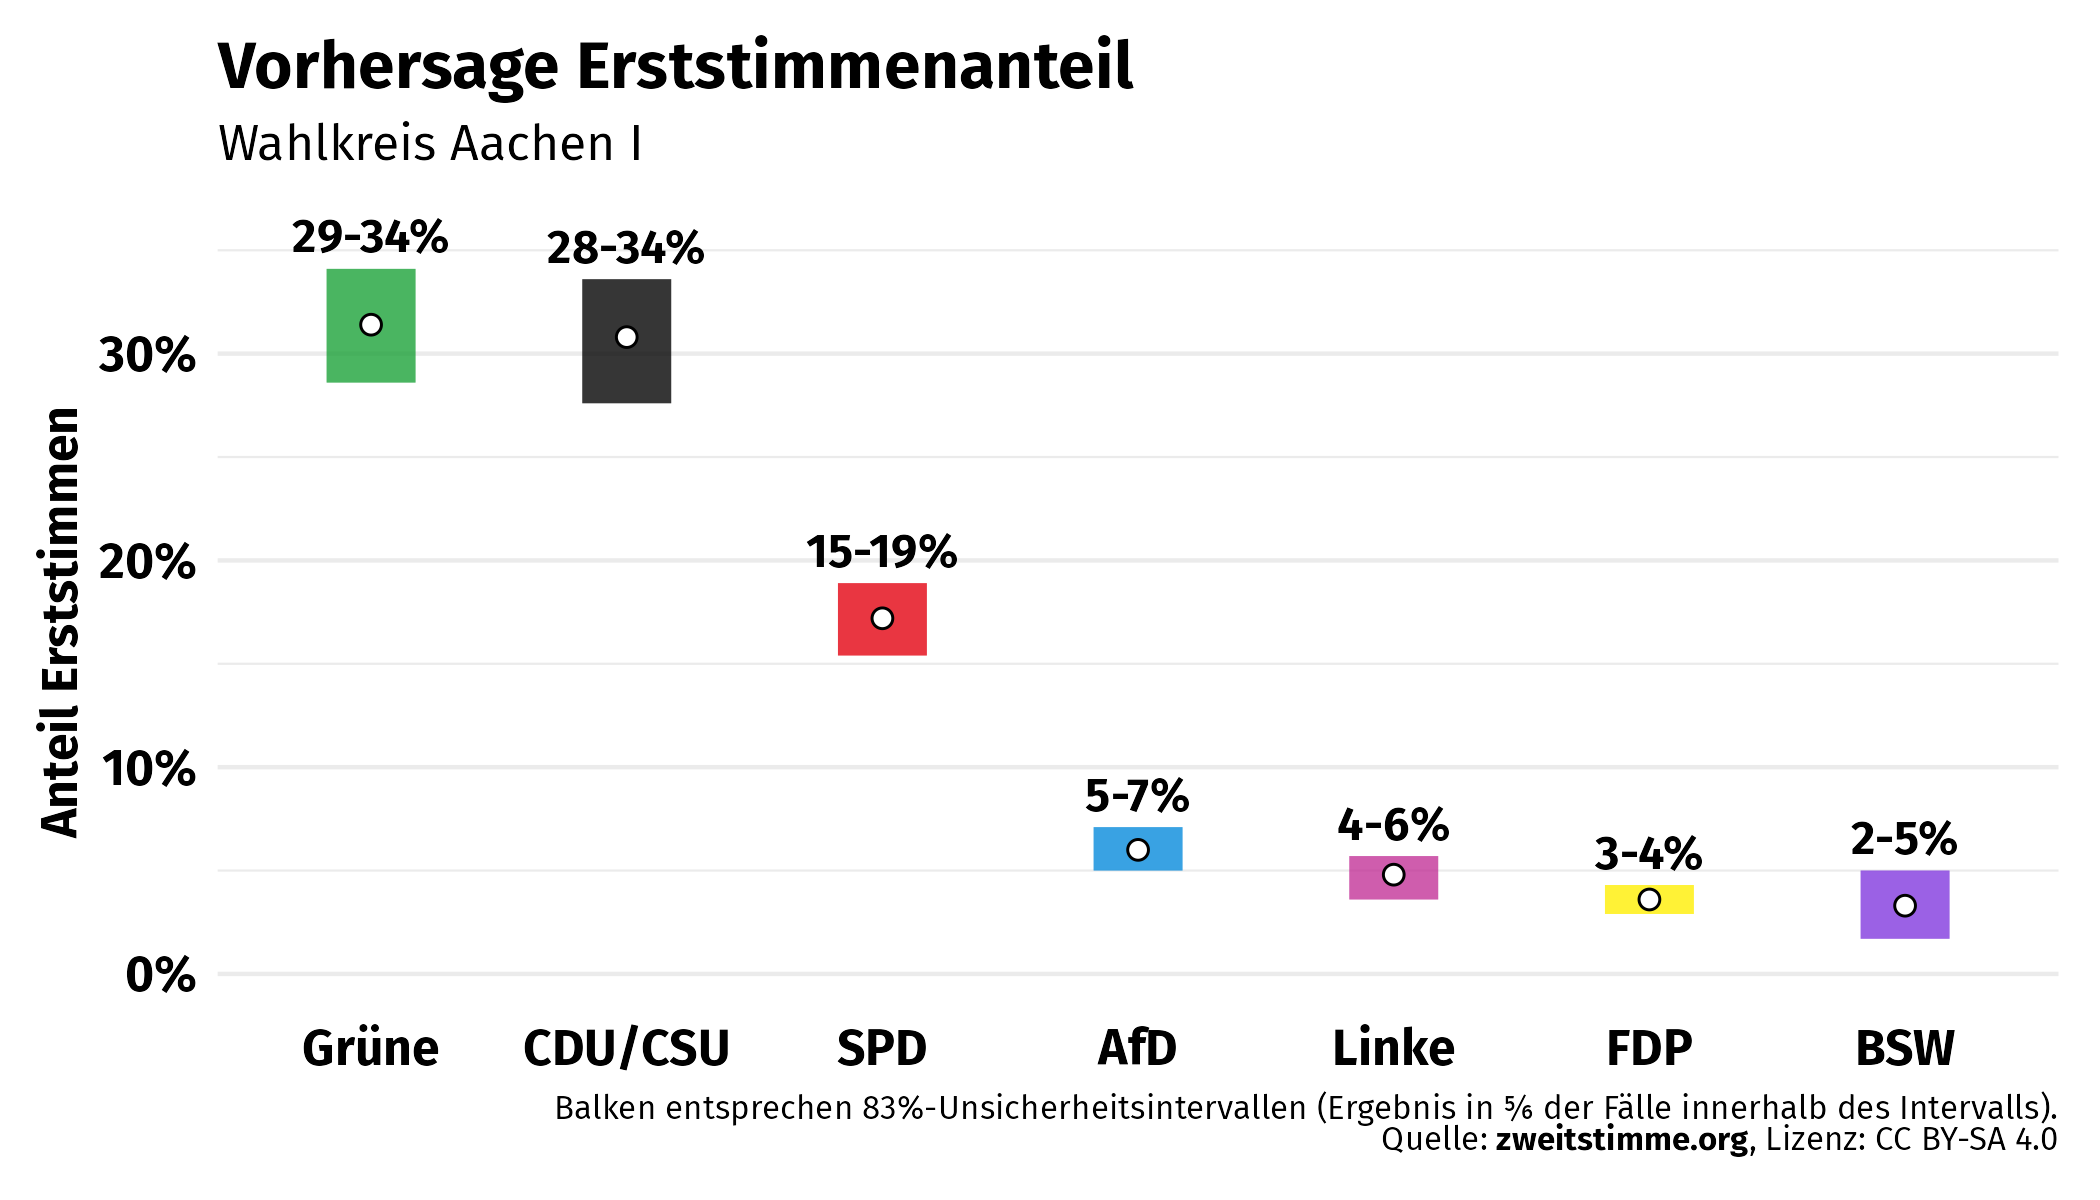 Vorhersage Erststimmenanteil
Wahlkreis Aachen I
29-34%
28-34%
30%
15-19%
20%
Anteil Erststimmen
5-7%
4-6%
3-4%
2-5%
10%
0%
Grüne CDU/CSU SPD AfD Linke FDP BSW
Balken entsprechen 83%-Unsicherheitsintervallen (Ergebnis in ⅚ der Fälle innerhalb des Intervalls).
Quelle: zweitstimme.org, Lizenz: CC BY-SA 4.0